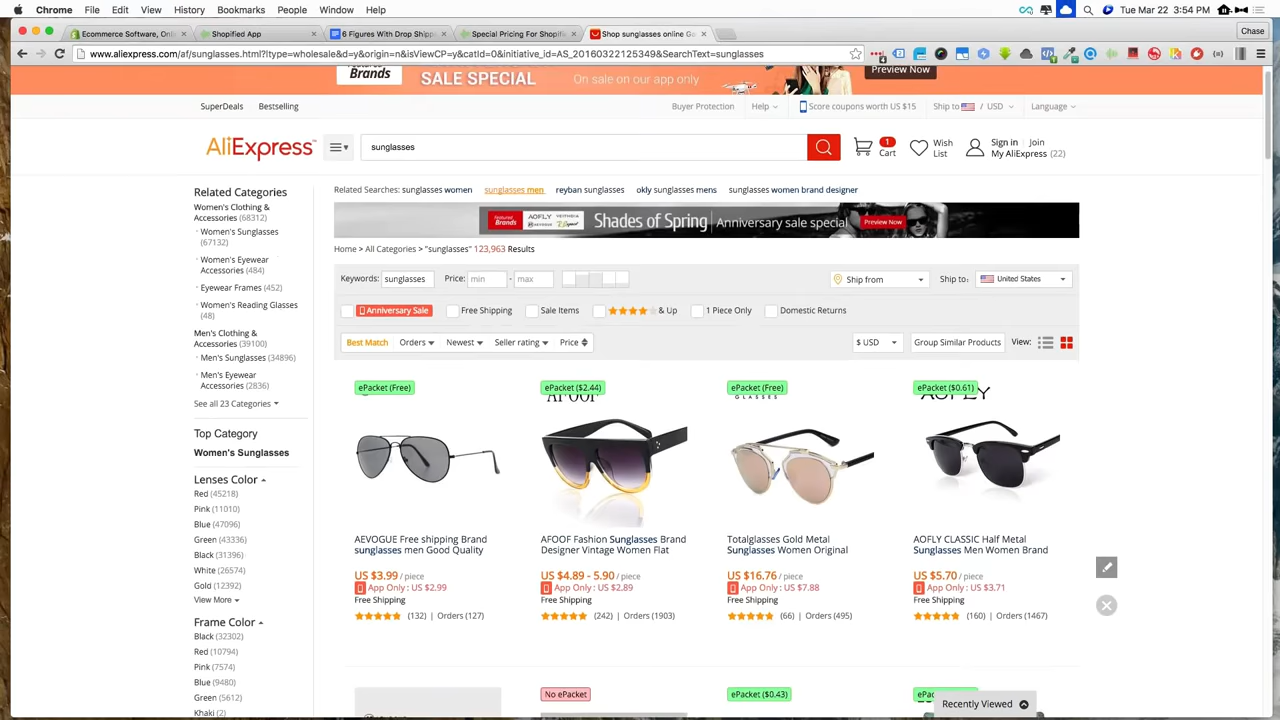 Chrome File Edit View History Bookmarks People Window Help
Tue Mar 22 3:54 PM
Ecommerce Software, Onlin
Shopified App
6 Figures With Drop Shippe
Special Pricing For Shopifi
Shop sunglasses online Go
Chase
www.aliexpress.com/af/sunglasses.html?ltype=wholesale&d=y&origin=n&isViewCP=y&catId=0&initiative_id=AS_20160322125349&SearchText=sunglasses
Featured
Brands
SALE SPECIAL
On sale on our app only
Preview Now
SuperDeals Bestselling
Buyer Protection Help Score coupons worth US $15 Ship to / USD Language
AliExpress
sunglasses
1
Cart
Wish
List
Sign in Join
My AliExpress (22)
Related Categories
Women's Clothing &
Accessories (68312)
Women's Sunglasses
(67132)
Women's Eyewear
Accessories (484)
Eyewear Frames (452)
Women's Reading Glasses
(48)
Men's Clothing &
Accessories (39100)
Men's Sunglasses (34896)
Men's Eyewear
Accessories (2836)
See all 23 Categories
Top Category
Women's Sunglasses
Lenses Color
Red (45218)
Pink (11010)
Blue (47096)
Green (43336)
Black (31396)
White (26574)
Gold (12392)
View More
Frame Color
Black (32302)
Red (10794)
Pink (7574)
Blue (9480)
Green (5612)
Khaki (2)
Related Searches: sunglasses women sunglasses men reyban sunglasses okly sunglasses mens sunglasses women brand designer
Featured
Brands
AOFLY
Shades of Spring Anniversary sale special
Preview Now
Home > All Categories > "sunglasses" 123,963 Results
Keywords: sunglasses Price: min - max
Ship from
Ship to: United States
Anniversary Sale Free Shipping Sale Items & Up 1 Piece Only Domestic Returns
Best Match Orders Newest Seller rating Price
$ USD
Group Similar Products
View:
ePacket (Free)
AEVOGUE Free shipping Brand
sunglasses men Good Quality
US $3.99 / piece
App Only : US $2.99
Free Shipping
(132) | Orders (127)
ePacket ($2.44)
AFOOF
AFOOF Fashion Sunglasses Brand
Designer Vintage Women Flat
US $4.89 - 5.90 / piece
App Only : US $2.89
Free Shipping
(242) | Orders (1903)
ePacket (Free)
GLASSES
Totalglasses Gold Metal
Sunglasses Women Original
US $16.76 / piece
App Only : US $7.88
Free Shipping
(66) | Orders (495)
ePacket ($0.61)
AOFLY
AOFLY CLASSIC Half Metal
Sunglasses Men Women Brand
US $5.70 / piece
App Only : US $3.71
Free Shipping
(160) | Orders (1467)
No ePacket
ePacket ($0.43)
Recently Viewed